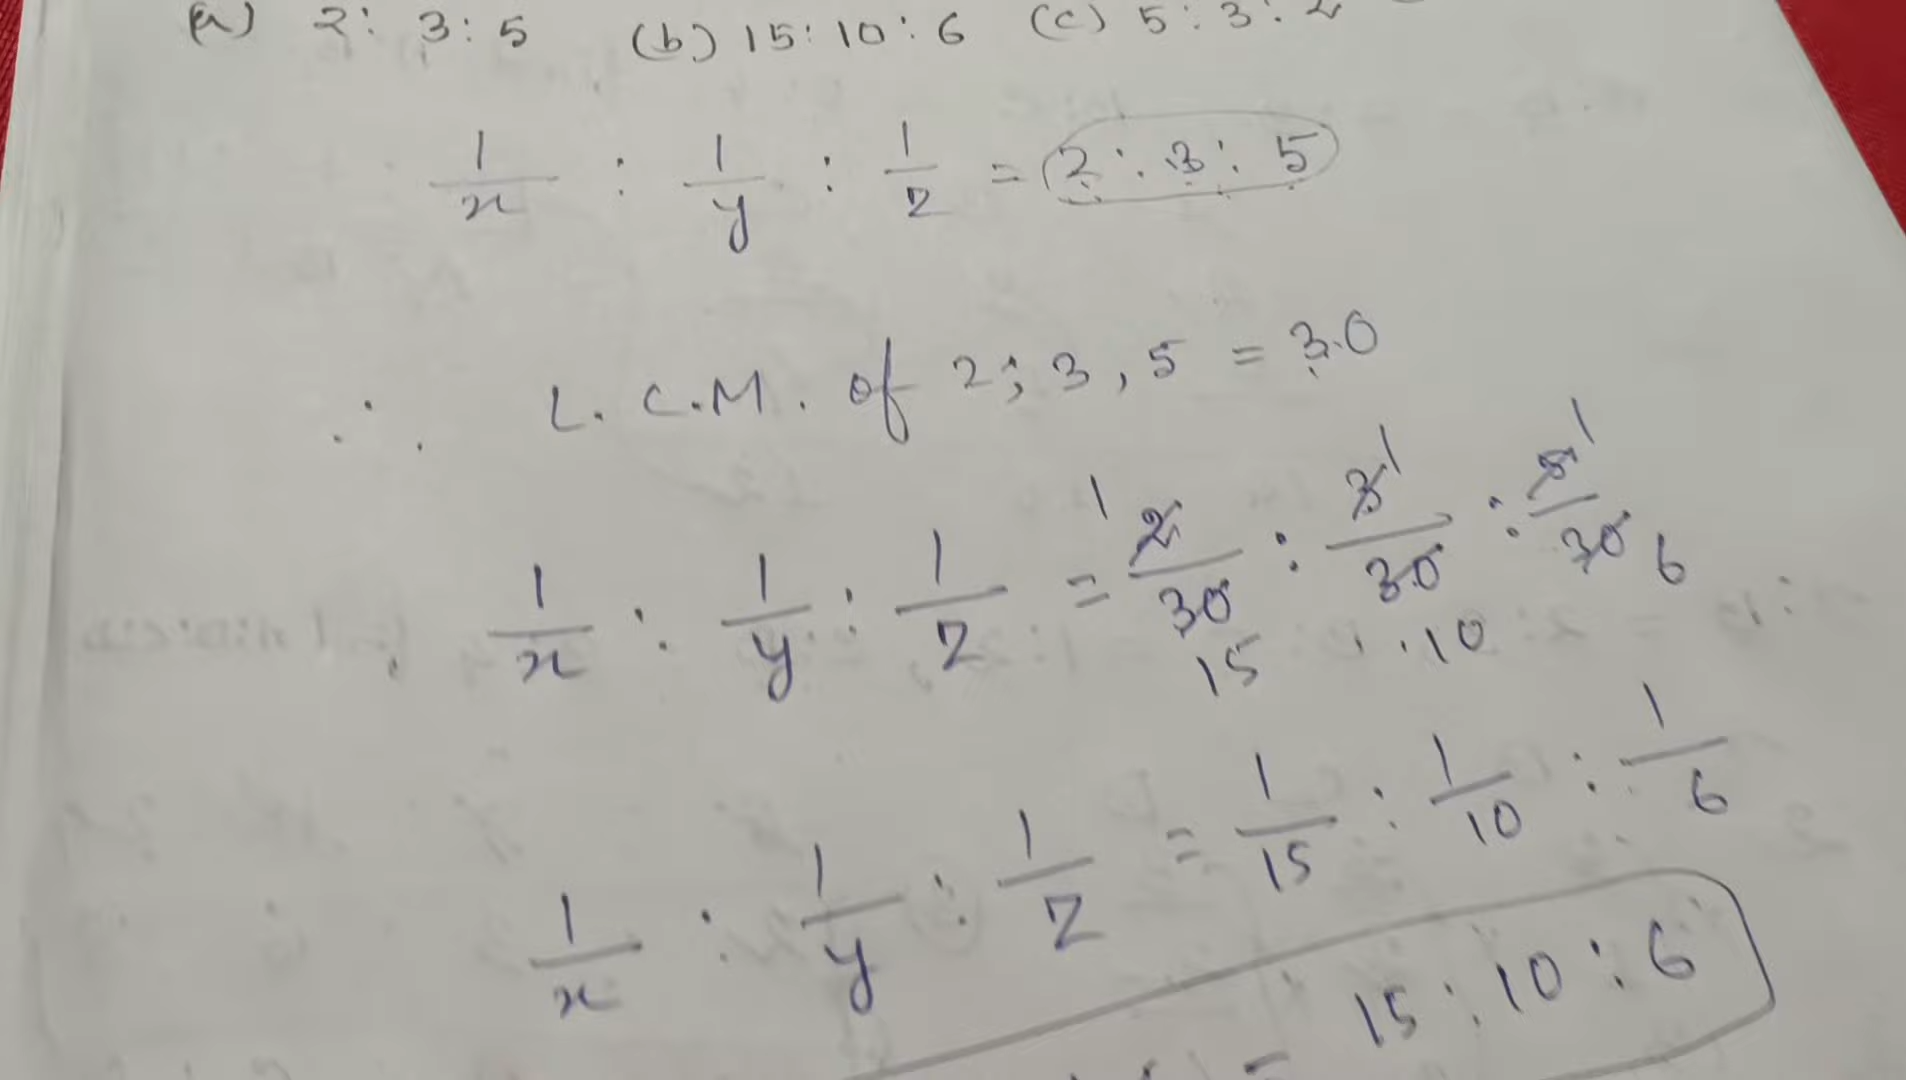 (a) 2 : 3 : 5 (b) 15 : 10 : 6 (c) 5 : 3 : 2
1/x : 1/y : 1/z = 2 : 3 : 5
∴ L.C.M. of 2, 3, 5 = 30
1/x : 1/y : 1/z = 2/30 : 3/30 : 5/30
1 1 1
15 10 6
1/x : 1/y : 1/z = 1/15 : 1/10 : 1/6
= 15 : 10 : 6